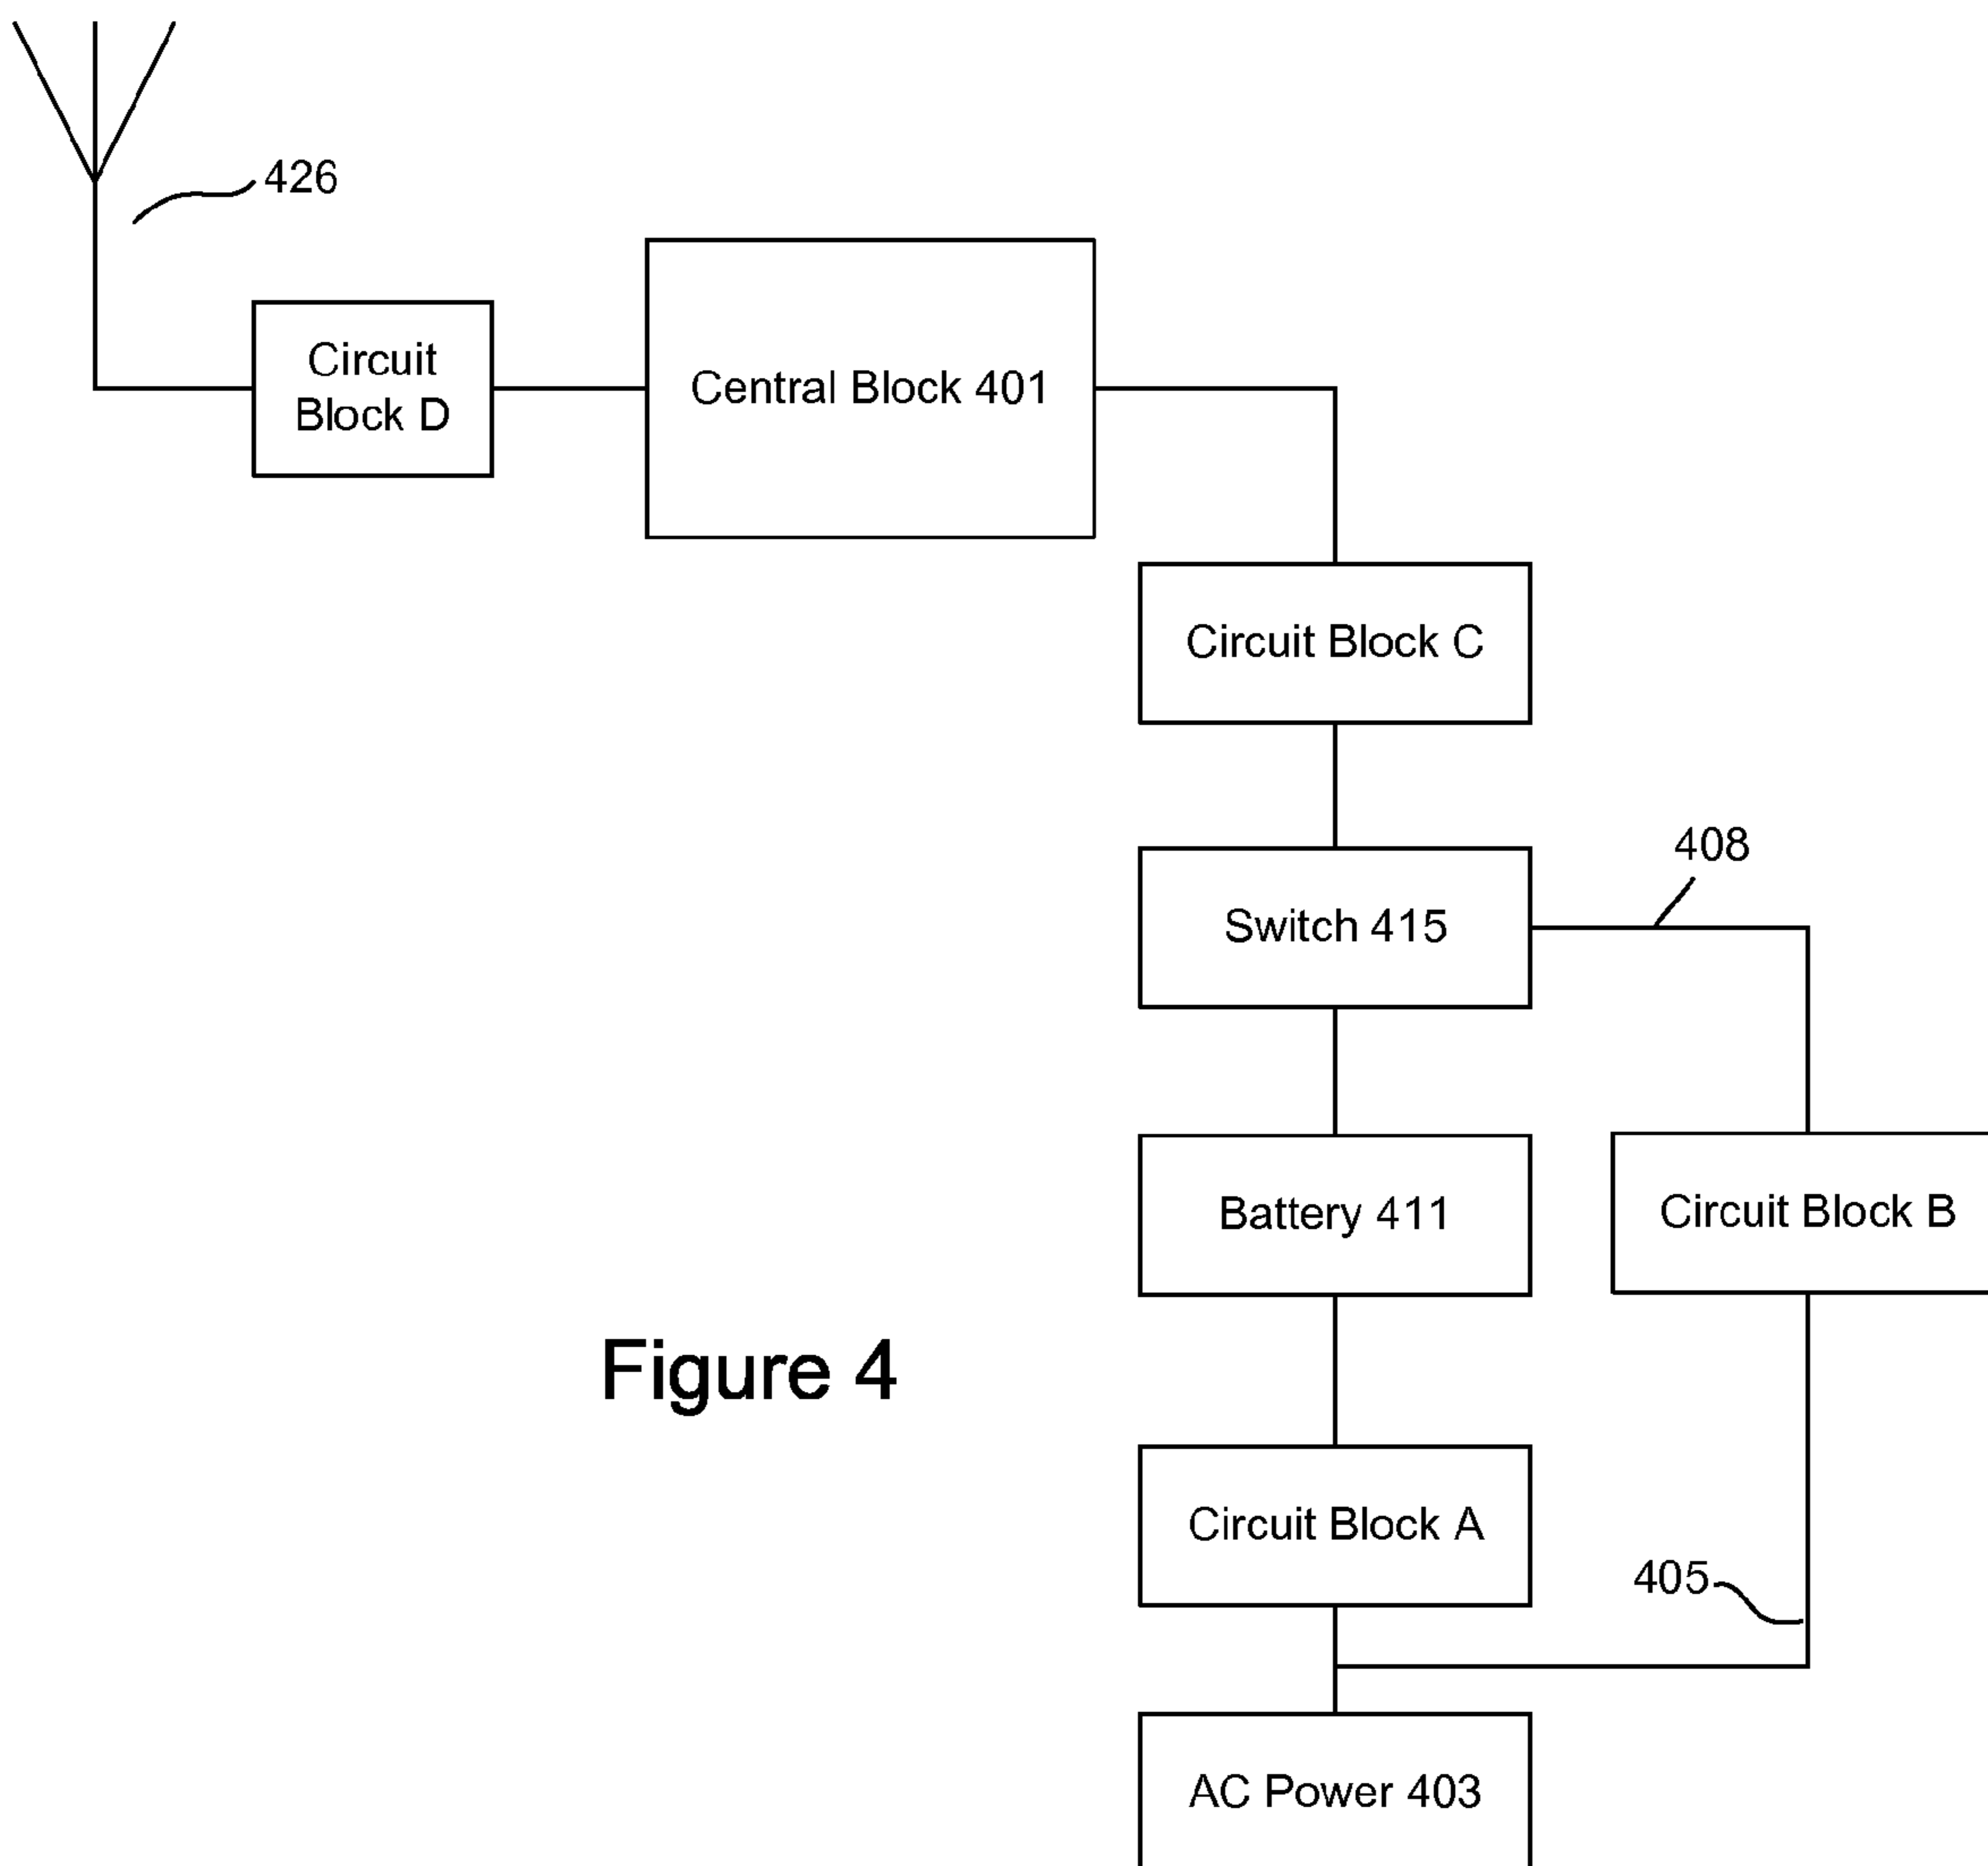 426
Circuit
Block D
Central Block 401
Circuit Block C
408
Switch 415
Battery 411
Circuit Block B
Figure 4
Circuit Block A
405
AC Power 403